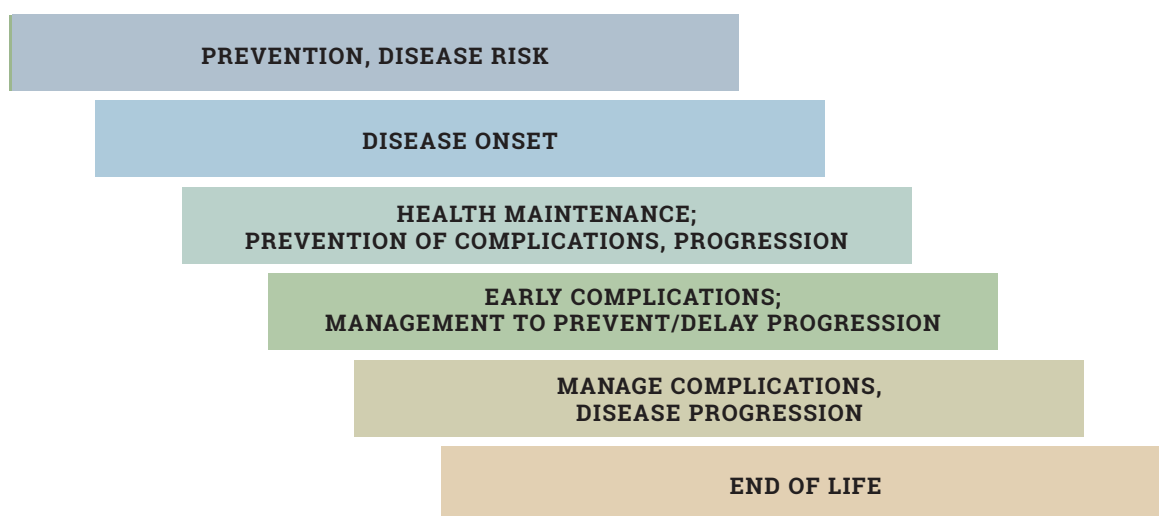 PREVENTION, DISEASE RISK
DISEASE ONSET
HEALTH MAINTENANCE;
PREVENTION OF COMPLICATIONS, PROGRESSION
EARLY COMPLICATIONS;
MANAGEMENT TO PREVENT/DELAY PROGRESSION
MANAGE COMPLICATIONS,
DISEASE PROGRESSION
END OF LIFE